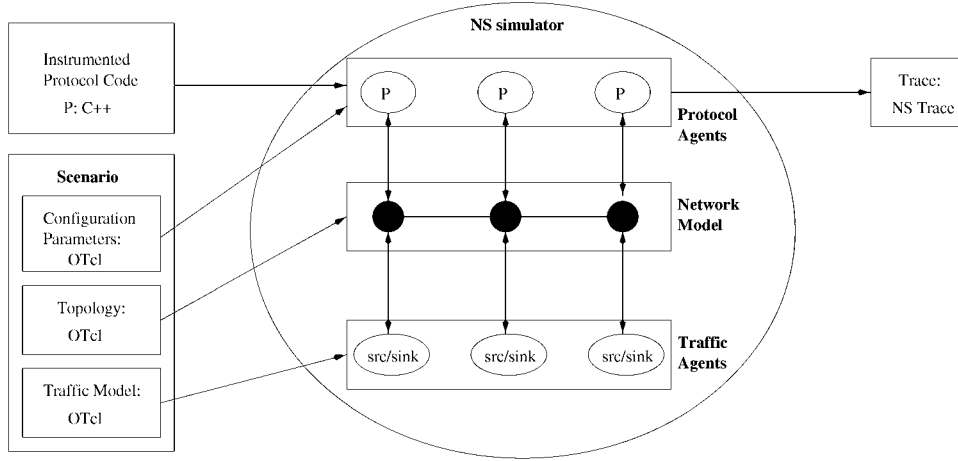 NS simulator
Instrumented
Protocol Code
P: C++
P
P
P
Protocol
Agents
Trace:
NS Trace
Scenario
Configuration
Parameters:
OTcl
Network
Model
Topology:
OTcl
Traffic Model:
OTcl
src/sink
src/sink
src/sink
Traffic
Agents